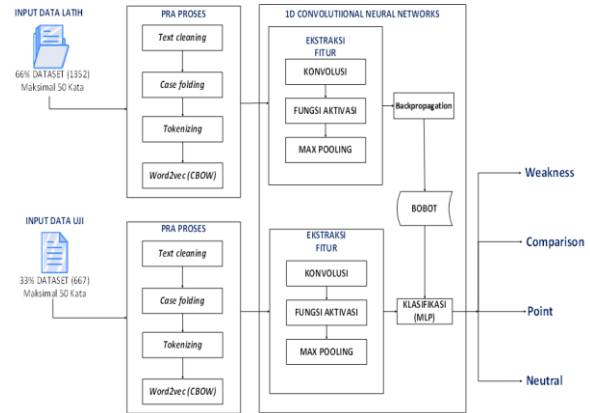 INPUT DATA LATIH
66% DATASET (1352)
Maksimal 50 Kata
PRA PROSES
Text cleaning
Case folding
Tokenizing
Word2vec (CBOW)
1D CONVOLUTIONAL NEURAL NETWORKS
EKSTRAKSI
FITUR
KONVOLUSI
FUNGSI AKTIVASI
MAX POOLING
Backpropagation
BOBOT
INPUT DATA UJI
33% DATASET (667)
Maksimal 50 Kata
PRA PROSES
Text cleaning
Case folding
Tokenizing
Word2vec (CBOW)
EKSTRAKSI
FITUR
KONVOLUSI
FUNGSI AKTIVASI
MAX POOLING
KLASIFIKASI
(MLP)
Weakness
Comparison
Point
Neutral